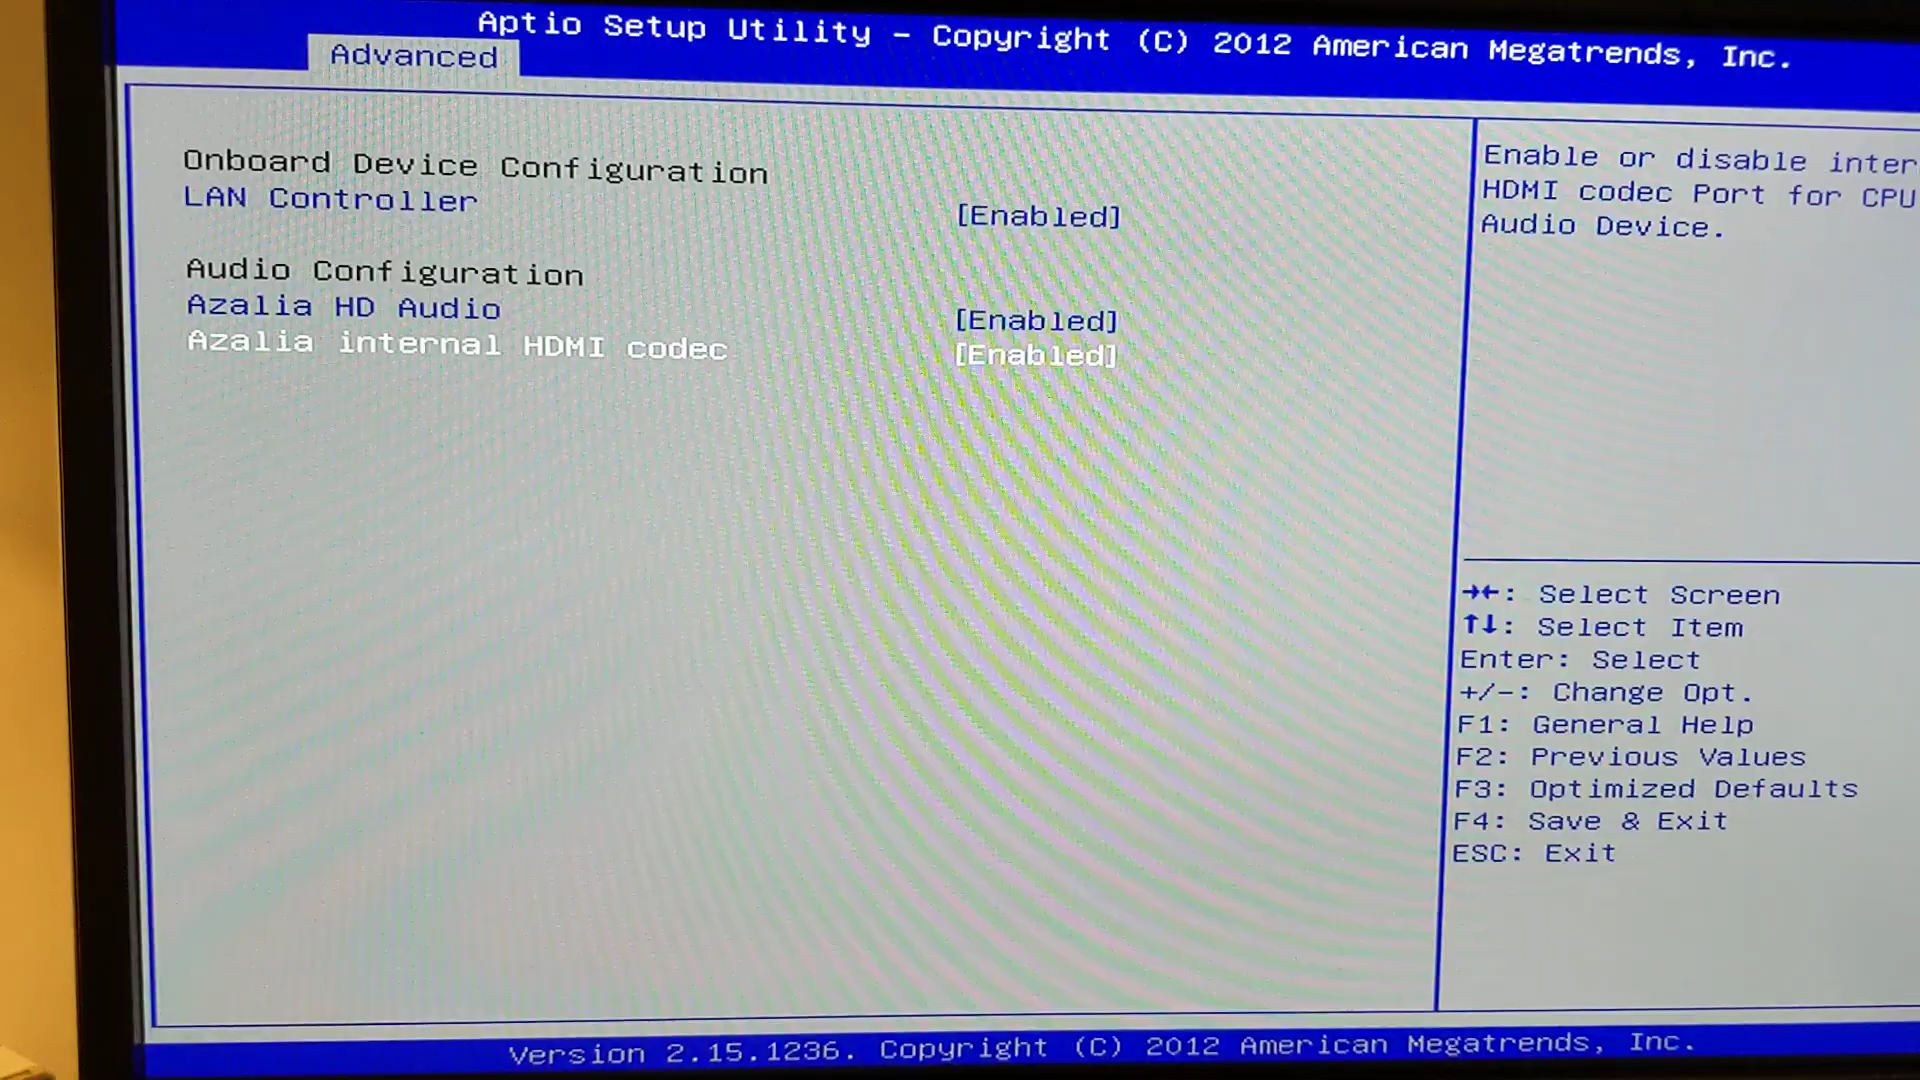 Aptio Setup Utility – Copyright (C) 2012 American Megatrends, Inc.
Advanced
Onboard Device Configuration
LAN Controller [Enabled]
Audio Configuration
Azalia HD Audio [Enabled]
Azalia internal HDMI codec [Enabled]
Enable or disable inter
HDMI codec Port for CPU
Audio Device.
→←: Select Screen
↑↓: Select Item
Enter: Select
+/-: Change Opt.
F1: General Help
F2: Previous Values
F3: Optimized Defaults
F4: Save & Exit
ESC: Exit
Version 2.15.1236. Copyright (C) 2012 American Megatrends, Inc.